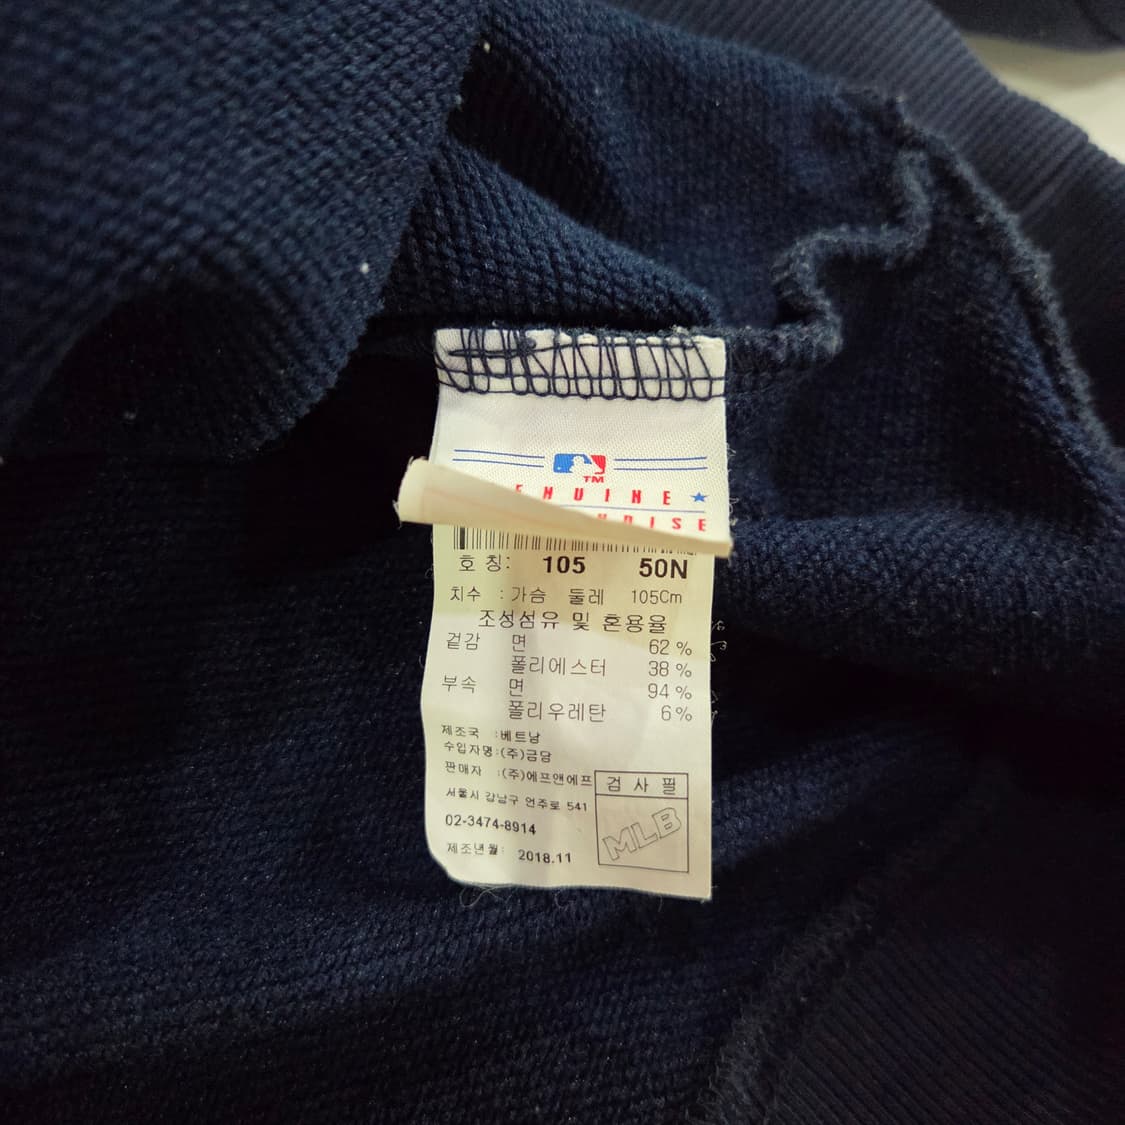 TM
ENUINE
DISE
호 칭: 105 50N
치수 : 가슴 둘레 105Cm
조성섬유 및 혼용율
겉감 면 62 %
폴리에스터 38 %
부속 면 94 %
폴리우레탄 6 %
제조국 :베트남
수입자명:(주)금당
판매자 :(주)에프앤에프
서울시 강남구 언주로 541
02-3474-8914
제조년월: 2018.11
검 사 필
MLB